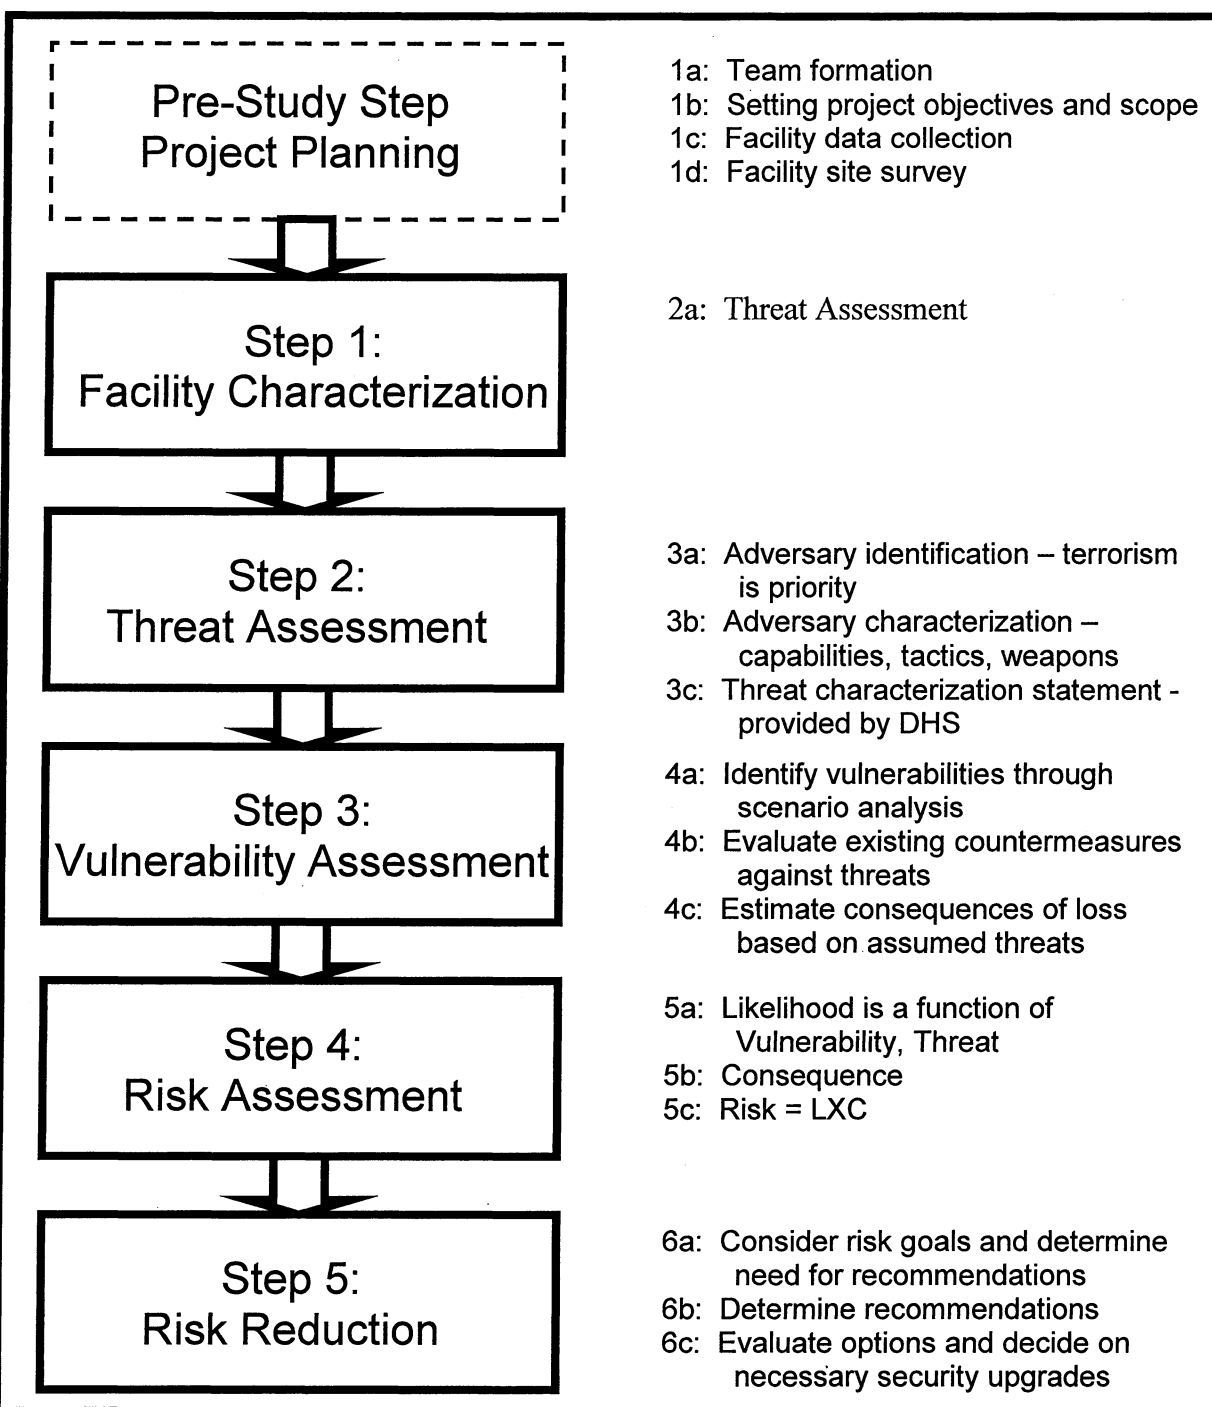 Pre-Study Step
Project Planning
1a: Team formation
1b: Setting project objectives and scope
1c: Facility data collection
1d: Facility site survey
Step 1:
Facility Characterization
2a: Threat Assessment
Step 2:
Threat Assessment
3a: Adversary identification – terrorism
is priority
3b: Adversary characterization –
capabilities, tactics, weapons
3c: Threat characterization statement -
provided by DHS
Step 3:
Vulnerability Assessment
4a: Identify vulnerabilities through
scenario analysis
4b: Evaluate existing countermeasures
against threats
4c: Estimate consequences of loss
based on assumed threats
Step 4:
Risk Assessment
5a: Likelihood is a function of
Vulnerability, Threat
5b: Consequence
5c: Risk = LXC
Step 5:
Risk Reduction
6a: Consider risk goals and determine
need for recommendations
6b: Determine recommendations
6c: Evaluate options and decide on
necessary security upgrades